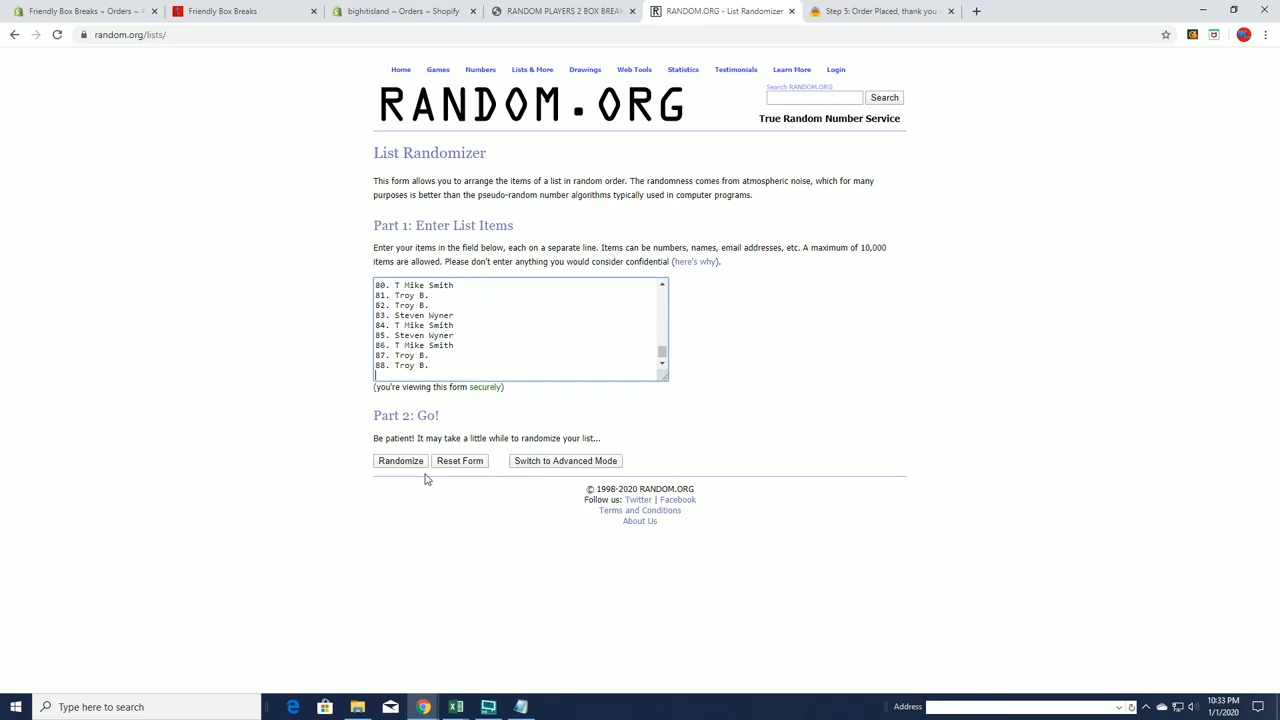 Friendly Box Breaks ~ Orders ~ S
Friendly Box Breaks
bighitisland ~ Orders ~ Shopify
RANDOM PLAYERS 2 BOX BREAK
RANDOM.ORG - List Randomizer
Step 5: Order Placed, thank you
random.org/lists/
Home Games Numbers Lists & More Drawings Web Tools Statistics Testimonials Learn More Login
RANDOM.ORG
Search RANDOM.ORG
Search
True Random Number Service
List Randomizer
This form allows you to arrange the items of a list in random order. The randomness comes from atmospheric noise, which for many
purposes is better than the pseudo-random number algorithms typically used in computer programs.
Part 1: Enter List Items
Enter your items in the field below, each on a separate line. Items can be numbers, names, email addresses, etc. A maximum of 10,000
items are allowed. Please don't enter anything you would consider confidential (here's why).
80. T Mike Smith
81. Troy B.
82. Troy B.
83. Steven Wyner
84. T Mike Smith
85. Steven Wyner
86. T Mike Smith
87. Troy B.
88. Troy B.
(you're viewing this form securely)
Part 2: Go!
Be patient! It may take a little while to randomize your list...
Randomize Reset Form Switch to Advanced Mode
© 1998-2020 RANDOM.ORG
Follow us: Twitter | Facebook
Terms and Conditions
About Us
Type here to search
Address
10:33 PM
1/1/2020